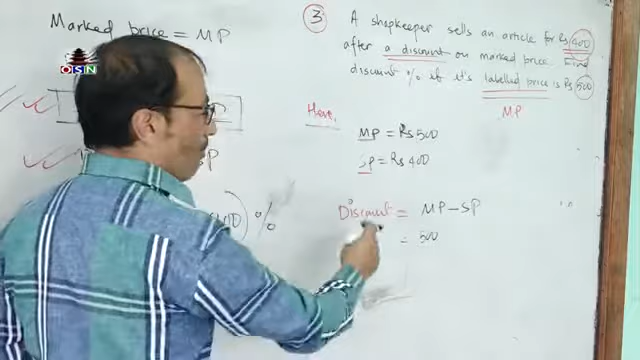 Marked price = MP
OSN
③ A shopkeeper sells an article for Rs 400
after a discount on marked price. Find
discount % if it's labelled price is Rs 500
MP
Here,
MP = Rs 500
SP = Rs 400
Discount = MP - SP
= 500
%